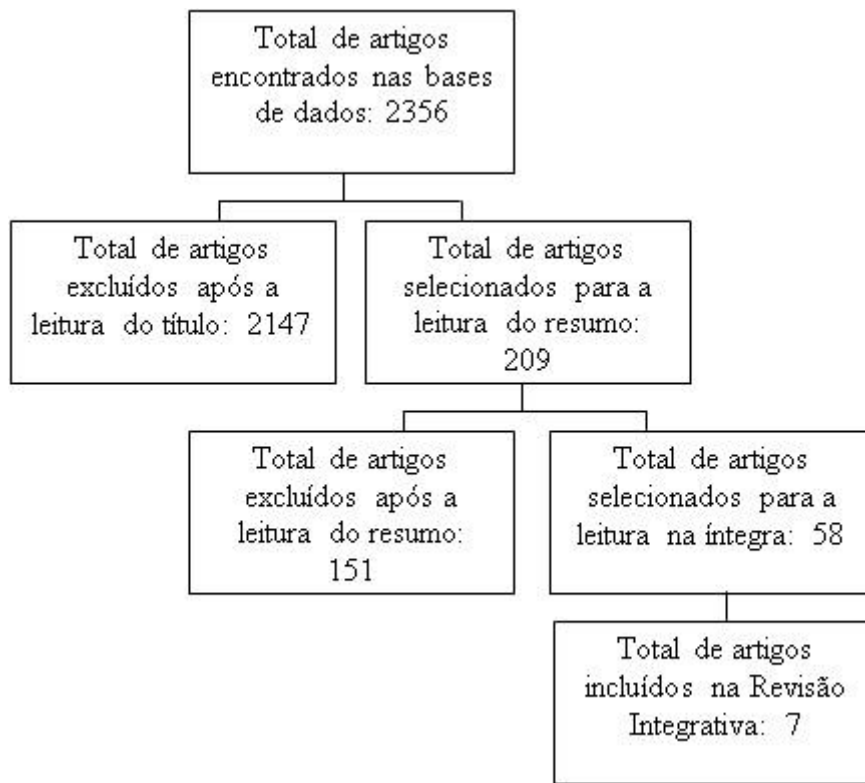 Total de artigos
encontrados nas bases
de dados: 2356
Total de artigos
excluídos após a
leitura do título: 2147
Total de artigos
selecionados para a
leitura do resumo:
209
Total de artigos
excluídos após a
leitura do resumo:
151
Total de artigos
selecionados para a
leitura na íntegra: 58
Total de artigos
incluídos na Revisão
Integrativa: 7